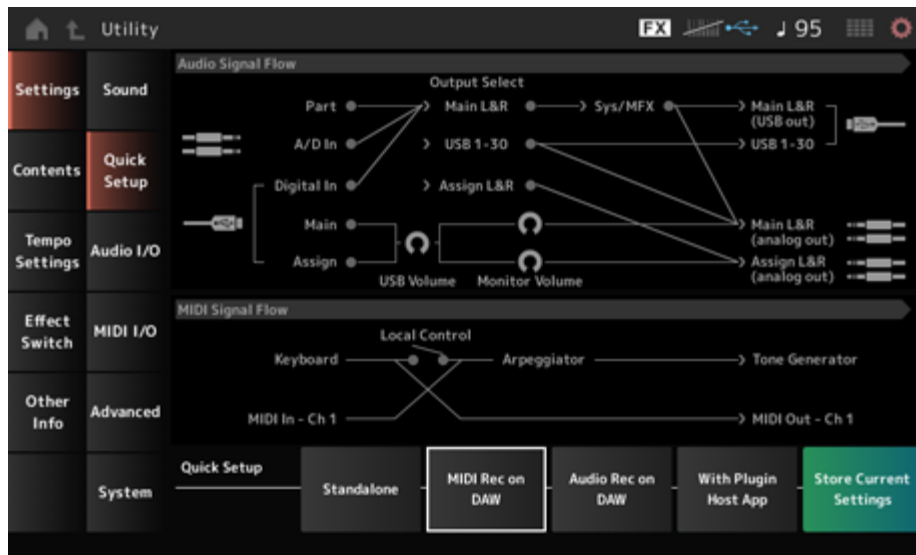 Utility
FX
♩ 95
Settings
Sound
Contents
Quick
Setup
Tempo
Settings
Audio I/O
Effect
Switch
MIDI I/O
Other
Info
Advanced
System
Audio Signal Flow
Output Select
Part
Main L&R
Sys/MFX
Main L&R
(USB out)
A/D In
USB 1-30
USB 1-30
Digital In
Assign L&R
Main
Main L&R
(analog out)
Assign
Assign L&R
(analog out)
USB Volume
Monitor Volume
MIDI Signal Flow
Local Control
Keyboard
Arpeggiator
Tone Generator
MIDI In - Ch 1
MIDI Out - Ch 1
Quick Setup
Standalone
MIDI Rec on
DAW
Audio Rec on
DAW
With Plugin
Host App
Store Current
Settings